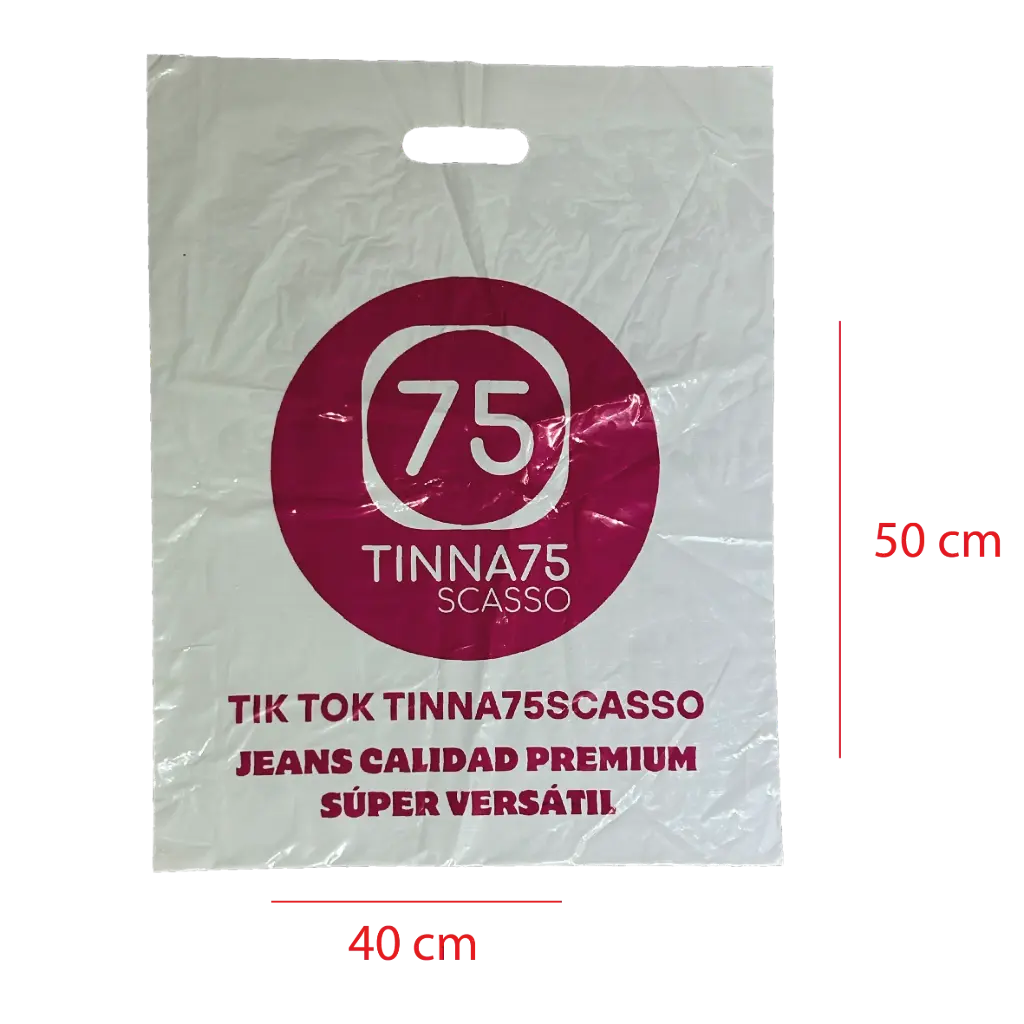 75
TINNA75
SCASSO
TIK TOK TINNA75SCASSO
JEANS CALIDAD PREMIUM
SÚPER VERSÁTIL
50 cm
40 cm